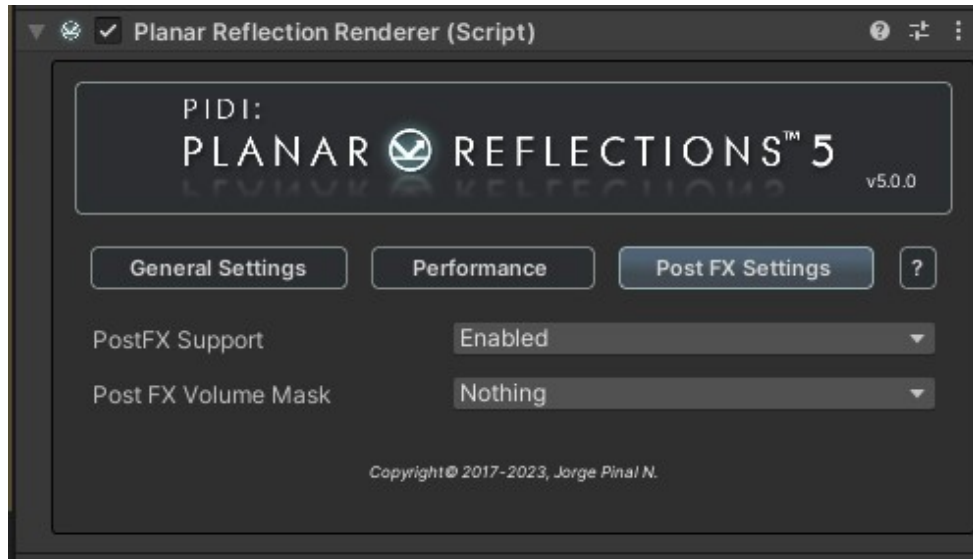 Planar Reflection Renderer (Script)
PIDI:
PLANAR REFLECTIONS™ 5
v5.0.0
General Settings Performance Post FX Settings ?
PostFX Support Enabled
Post FX Volume Mask Nothing
Copyright© 2017-2023, Jorge Pinal N.